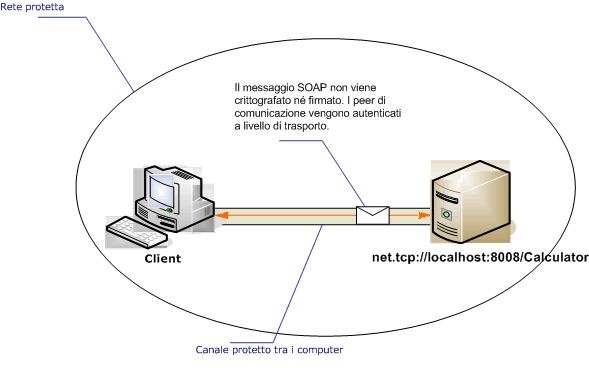 Rete protetta
Il messaggio SOAP non viene
crittografato né firmato. I peer di
comunicazione vengono autenticati
a livello di trasporto.
Client
net.tcp://localhost:8008/Calculator
Canale protetto tra i computer